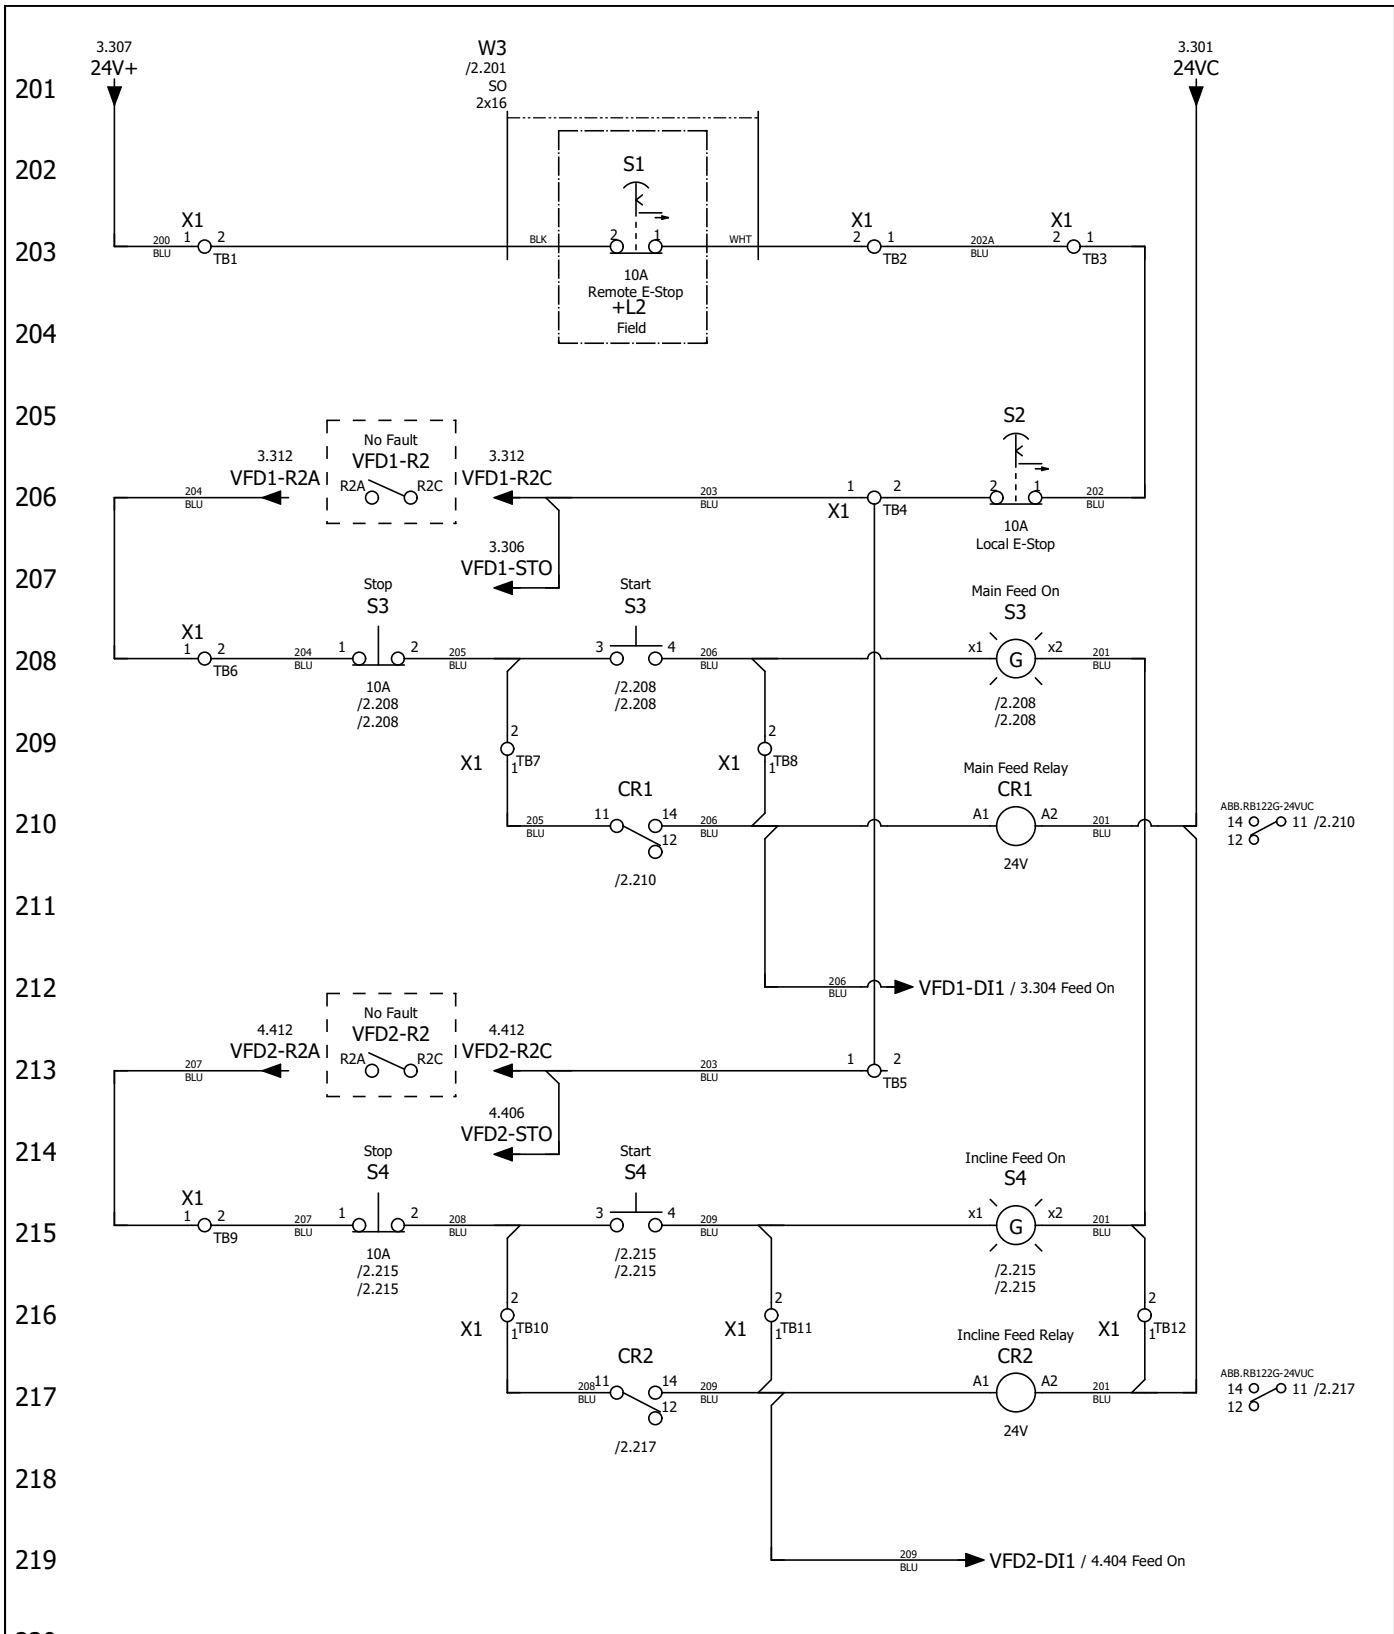 3.307
24V+
W3
/2.201
SO
2x16
3.301
24VC
201
202
S1
203
200
BLU
X1
1 2
TB1
BLK
2 1
WHT
X1
2 1
TB2
202A
BLU
X1
2 1
TB3
10A
Remote E-Stop
+L2
Field
204
205
S2
No Fault
VFD1-R2
R2A R2C
3.312
VFD1-R2A
3.312
VFD1-R2C
206
204
BLU
203
BLU
1 2
X1
TB4
2 1
202
BLU
10A
Local E-Stop
207
3.306
VFD1-STO
Stop
S3
Start
S3
Main Feed On
S3
208
X1
1 2
TB6
204
BLU
1 2
205
BLU
3 4
206
BLU
x1 G x2
201
BLU
10A
/2.208
/2.208
/2.208
/2.208
/2.208
/2.208
209
2
X1
1
TB7
2
X1
1
TB8
CR1
Main Feed Relay
CR1
210
205
BLU
11 14
12
206
BLU
A1 A2
201
BLU
ABB.RB122G-24VUC
14 11 /2.210
12
/2.210
24V
211
212
206
BLU
VFD1-DI1 / 3.304 Feed On
No Fault
VFD2-R2
R2A R2C
4.412
VFD2-R2A
4.412
VFD2-R2C
213
207
BLU
203
BLU
1 2
TB5
214
4.406
VFD2-STO
Stop
S4
Start
S4
Incline Feed On
S4
215
X1
1 2
TB9
207
BLU
1 2
208
BLU
3 4
209
BLU
x1 G x2
201
BLU
10A
/2.215
/2.215
/2.215
/2.215
/2.215
/2.215
216
2
X1
1
TB10
2
X1
1
TB11
2
X1
1
TB12
CR2
Incline Feed Relay
CR2
217
208
BLU
11 14
12
209
BLU
A1 A2
201
BLU
ABB.RB122G-24VUC
14 11 /2.217
12
/2.217
24V
218
219
209
BLU
VFD2-DI1 / 4.404 Feed On